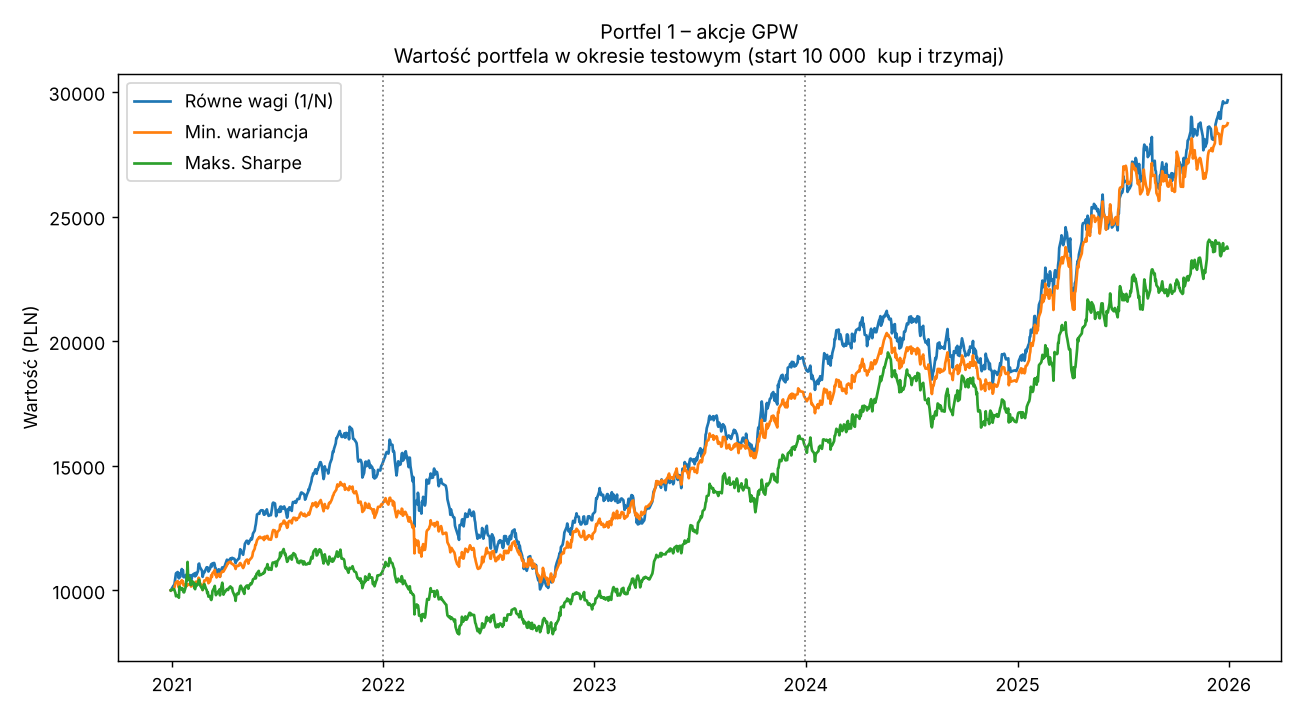 Portfel 1 – akcje GPW
Wartość portfela w okresie testowym (start 10 000  kup i trzymaj)
Wartość (PLN)
30000
25000
20000
15000
10000
Równe wagi (1/N)
Min. wariancja
Maks. Sharpe
2021
2022
2023
2024
2025
2026